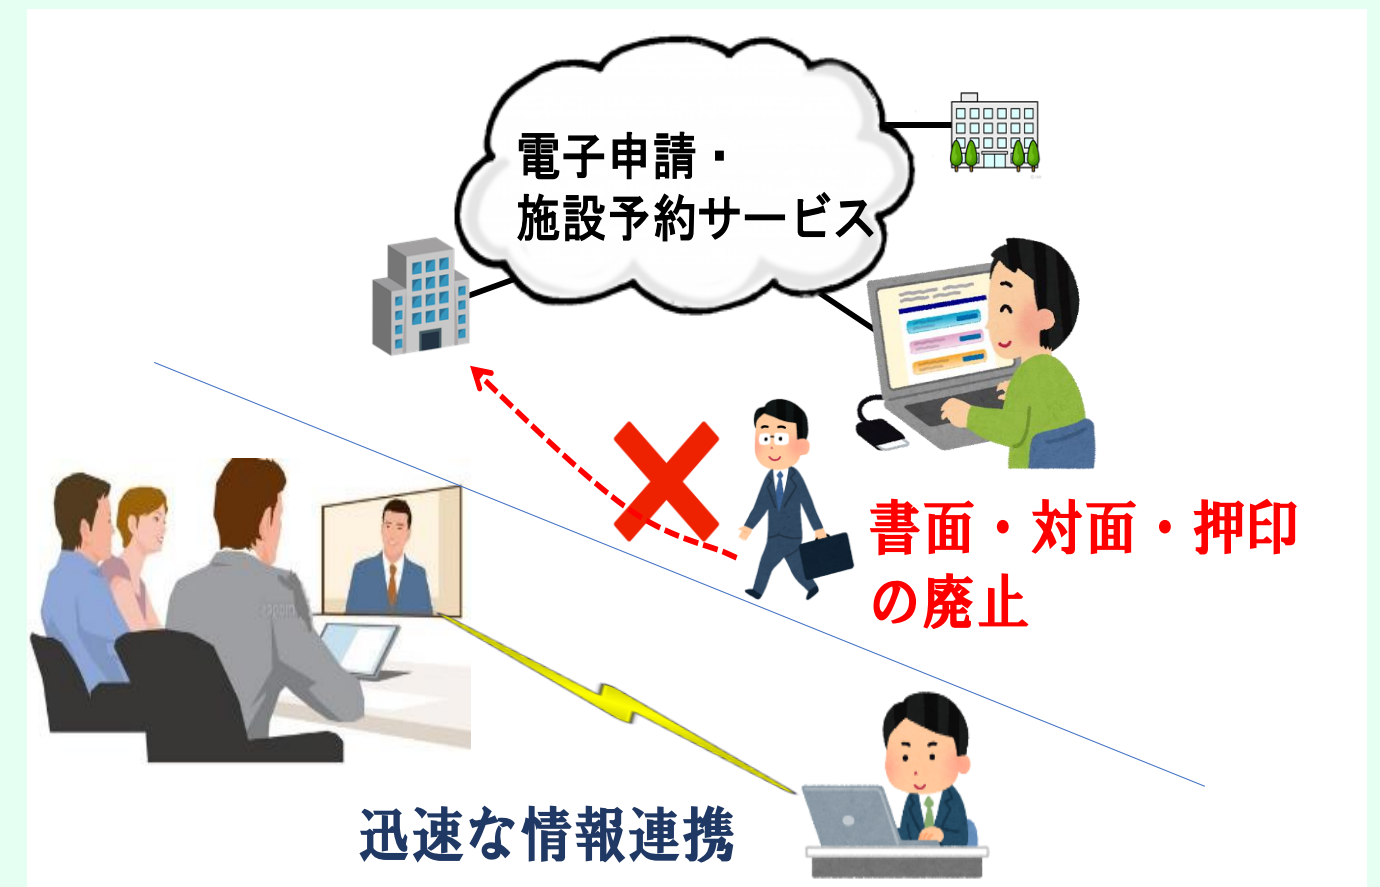 電子申請・
施設予約サービス
書面・対面・押印
の廃止
迅速な情報連携